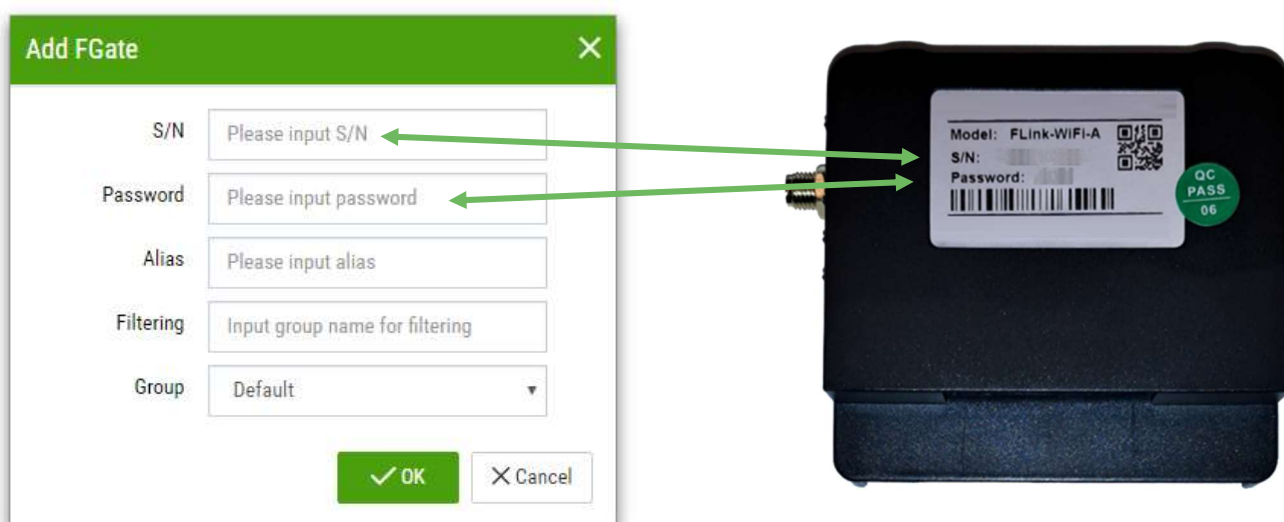 Add FGate
S/N
Please input S/N
Password
Please input password
Alias
Please input alias
Filtering
Input group name for filtering
Group
Default
OK
Cancel
Model: FLink-WiFi-A
S/N:
Password:
QC
PASS
06